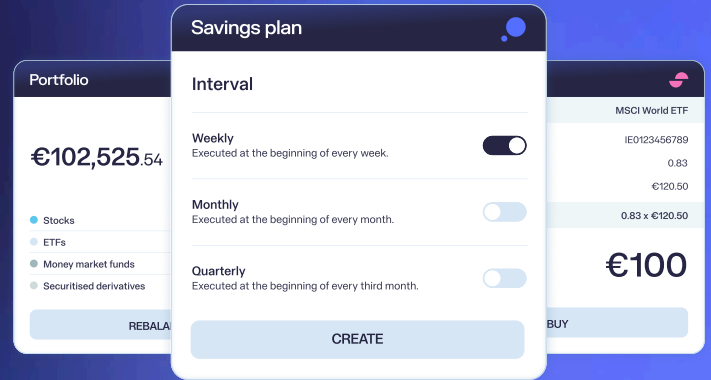 Portfolio
€102,525.54
Stocks
ETFs
Money market funds
Securitised derivatives
Savings plan
Interval
Weekly
Executed at the beginning of every week.
Monthly
Executed at the beginning of every month.
Quarterly
Executed at the beginning of every third month.
CREATE
MSCI World ETF
IE0123456789
0.83
€120.50
0.83 x €120.50
€100
BUY